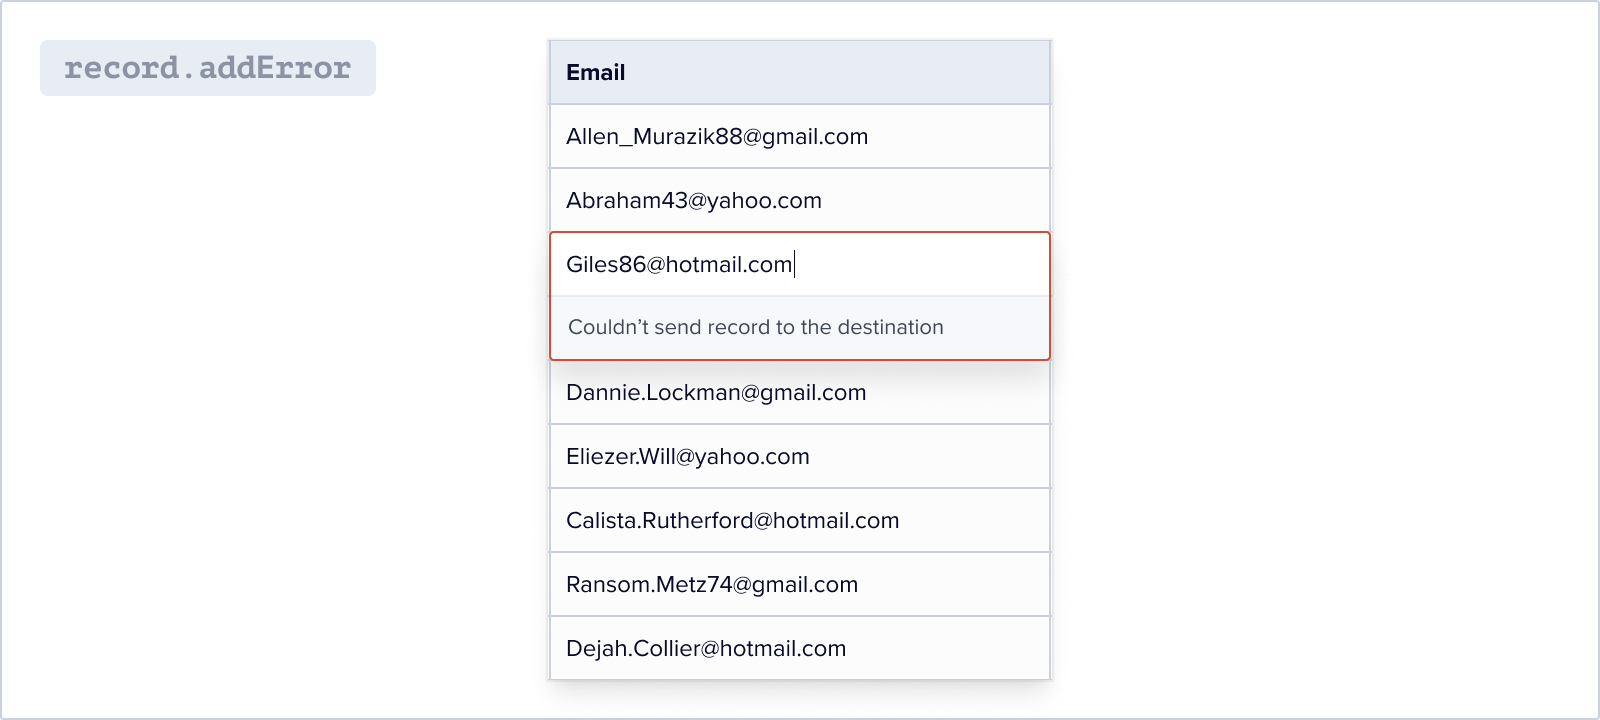 record.addError
Email
Allen_Murazik88@gmail.com
Abraham43@yahoo.com
Giles86@hotmail.com
Couldn’t send record to the destination
Dannie.Lockman@gmail.com
Eliezer.Will@yahoo.com
Calista.Rutherford@hotmail.com
Ransom.Metz74@gmail.com
Dejah.Collier@hotmail.com